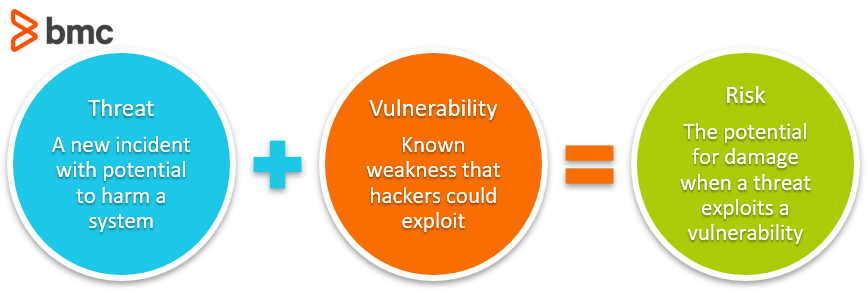 bmc
Threat
A new incident
with potential
to harm a
system
+
Vulnerability
Known
weakness that
hackers could
exploit
=
Risk
The potential
for damage
when a threat
exploits a
vulnerability